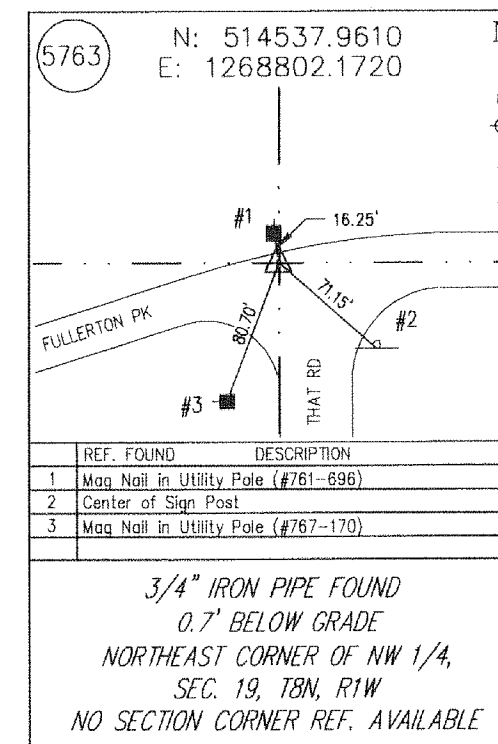 5763
N: 514537.9610
E: 1268802.1720
#1
16.25'
71.15'
80.70'
#2
FULLERTON PK
THAT RD
#3
REF. FOUND DESCRIPTION
1 Mag Nail in Utility Pole (#761-696)
2 Center of Sign Post
3 Mag Nail in Utility Pole (#767-170)
3/4" IRON PIPE FOUND
0.7' BELOW GRADE
NORTHEAST CORNER OF NW 1/4,
SEC. 19, T8N, R1W
NO SECTION CORNER REF. AVAILABLE